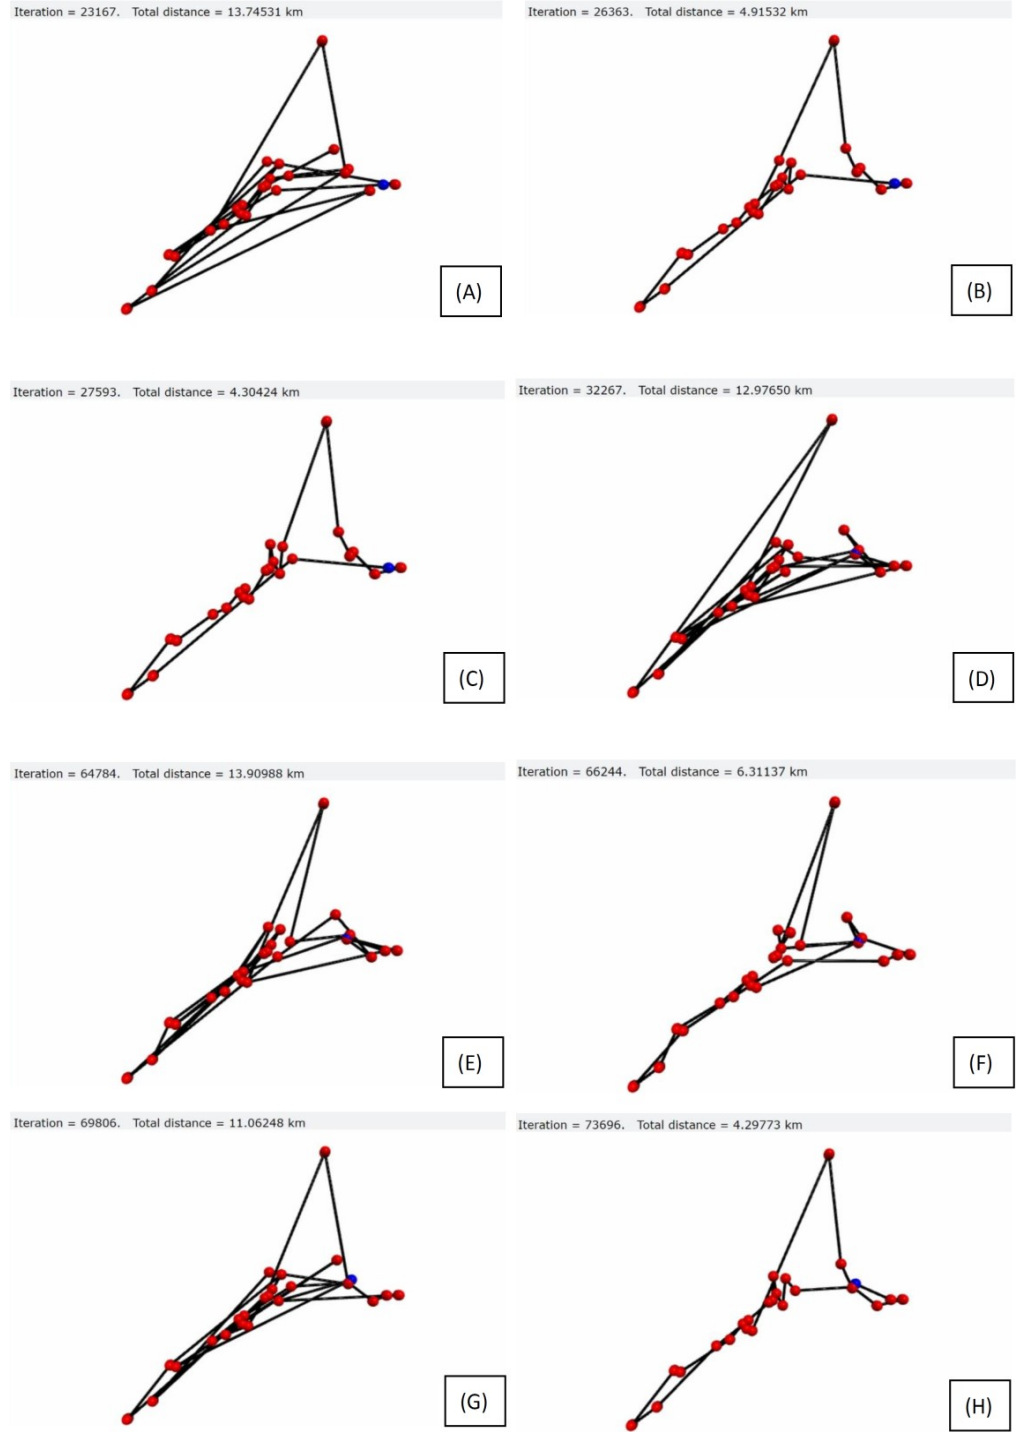 Iteration = 23167. Total distance = 13.74531 km
Iteration = 26363. Total distance = 4.91532 km
(A)
(B)
Iteration = 27593. Total distance = 4.30424 km
Iteration = 32267. Total distance = 12.97650 km
(C)
(D)
Iteration = 64784. Total distance = 13.90988 km
Iteration = 66244. Total distance = 6.31137 km
(E)
(F)
Iteration = 69806. Total distance = 11.06248 km
Iteration = 73696. Total distance = 4.29773 km
(G)
(H)